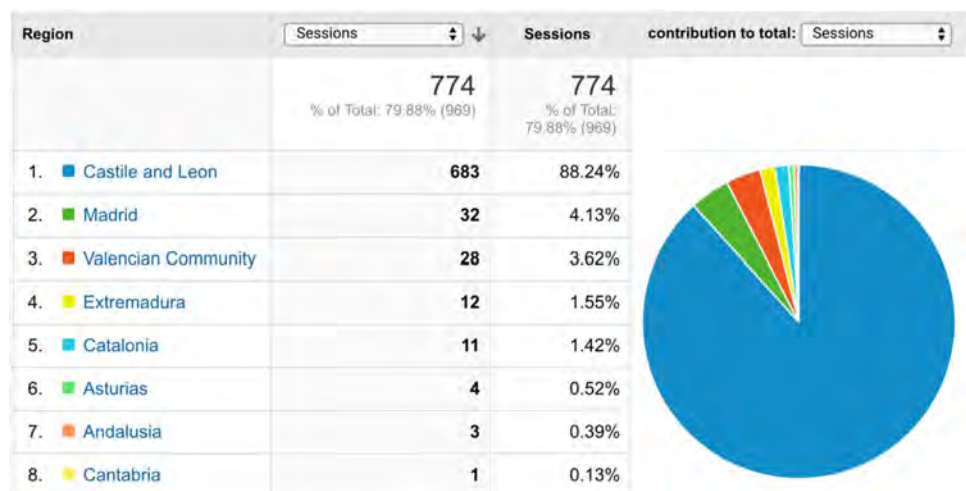 Region Sessions Sessions contribution to total: Sessions
774 774
% of Total: 79.88% (969) % of Total:
79.88% (969)
1. Castile and Leon 683 88.24%
2. Madrid 32 4.13%
3. Valencian Community 28 3.62%
4. Extremadura 12 1.55%
5. Catalonia 11 1.42%
6. Asturias 4 0.52%
7. Andalusia 3 0.39%
8. Cantabria 1 0.13%